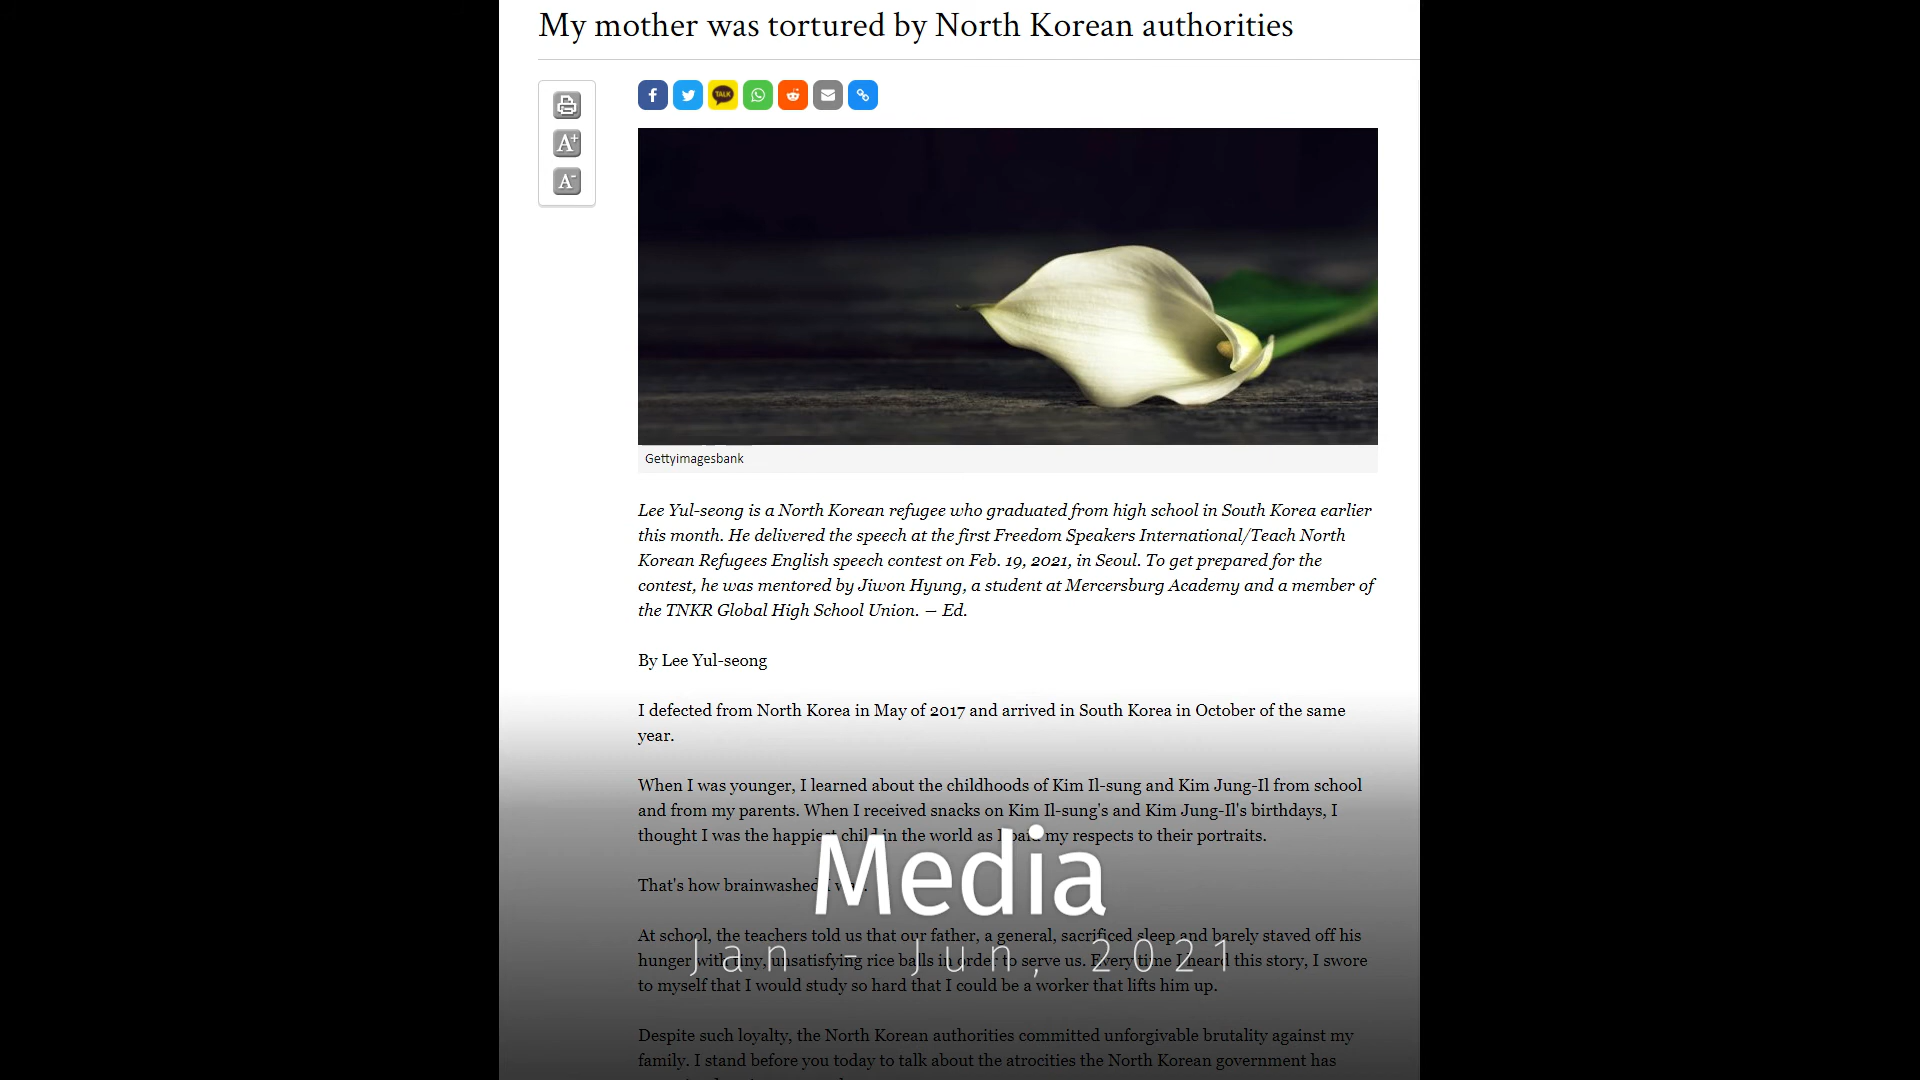 My mother was tortured by North Korean authorities
A+
A-
TALK
Gettyimagesbank
Lee Yul-seong is a North Korean refugee who graduated from high school in South Korea earlier
this month. He delivered the speech at the first Freedom Speakers International/Teach North
Korean Refugees English speech contest on Feb. 19, 2021, in Seoul. To get prepared for the
contest, he was mentored by Jiwon Hyung, a student at Mercersburg Academy and a member of
the TNKR Global High School Union. — Ed.
By Lee Yul-seong
I defected from North Korea in May of 2017 and arrived in South Korea in October of the same
year.
When I was younger, I learned about the childhoods of Kim Il-sung and Kim Jung-Il from school
and from my parents. When I received snacks on Kim Il-sung's and Kim Jung-Il's birthdays, I
thought I was the happiest child in the world as I paid my respects to their portraits.
That's how brainwashed I was.
Media
At school, the teachers told us that our father, a general, sacrificed sleep and barely staved off his
hunger with tiny, unsatisfying rice balls in order to serve us. Every time I heard this story, I swore
Jan - Jun, 2021
to myself that I would study so hard that I could be a worker that lifts him up.
Despite such loyalty, the North Korean authorities committed unforgivable brutality against my
family. I stand before you today to talk about the atrocities the North Korean government has